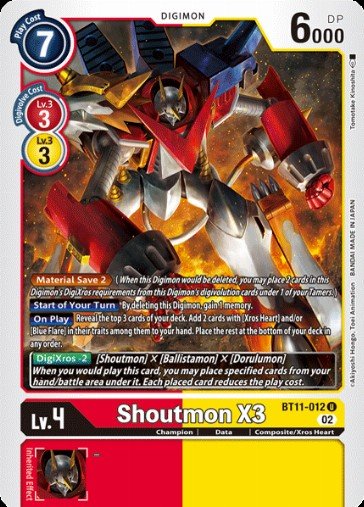 DIGIMON
Play Cost
7
6000
DP
Digivolve Cost
Lv.3
3
Lv.3
3
Tomotake Kinoshita
Material Save 2 (When this Digimon would be deleted, you may place 2 cards in this
Digimon's DigiXros requirements from this Digimon's digivolution cards under 1 of your Tamers.)
Start of Your Turn By deleting this Digimon, gain 1 memory.
On Play Reveal the top 3 cards of your deck. Add 2 cards with [Xros Heart] and/or
[Blue Flare] in their traits among them to your hand. Place the rest at the bottom of your deck in
any order.
DigiXros -2 [Shoutmon] × [Ballistamon] × [Dorulumon]
When you would play this card, you may place specified cards from your
hand/battle area under it. Each placed card reduces the play cost.
©Akiyoshi Hongo, Toei Animation BANDAI MADE IN JAPAN
Lv.4
Shoutmon X3
BT11-012 U
02
Champion | Data | Composite/Xros Heart
Inherited Effect
-